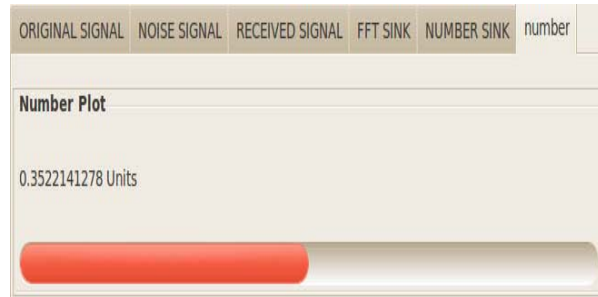 ORIGINAL SIGNAL NOISE SIGNAL RECEIVED SIGNAL FFT SINK NUMBER SINK number
Number Plot
0.3522141278 Units